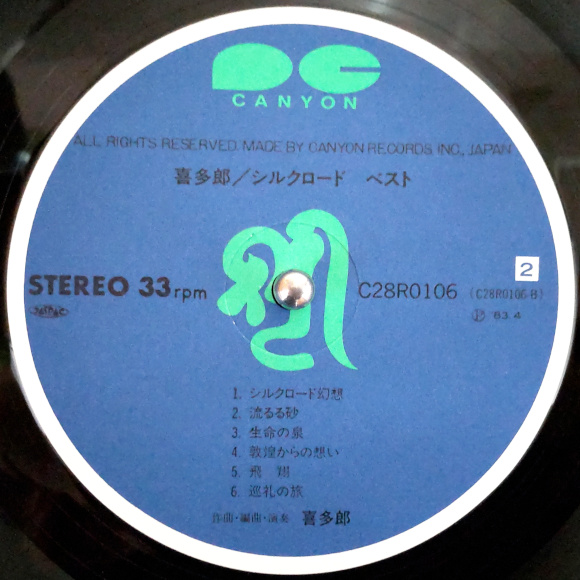 CANYON
ALL RIGHTS RESERVED. MADE BY CANYON RECORDS INC., JAPAN
喜多郎/シルクロード ベスト
2
STEREO 33rpm
C28R0106 (C28R0106-B)
Ⓟ '83.4
1. シルクロード幻想
2. 流るる砂
3. 生命の泉
4. 敦煌からの想い
5. 飛 翔
6. 巡礼の旅
作曲・編曲・演奏 喜多郎